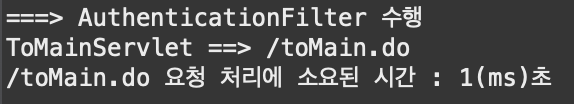 ===> AuthenticationFilter 수행
ToMainServlet ==> /toMain.do
/toMain.do 요청 처리에 소요된 시간 : 1(ms)초